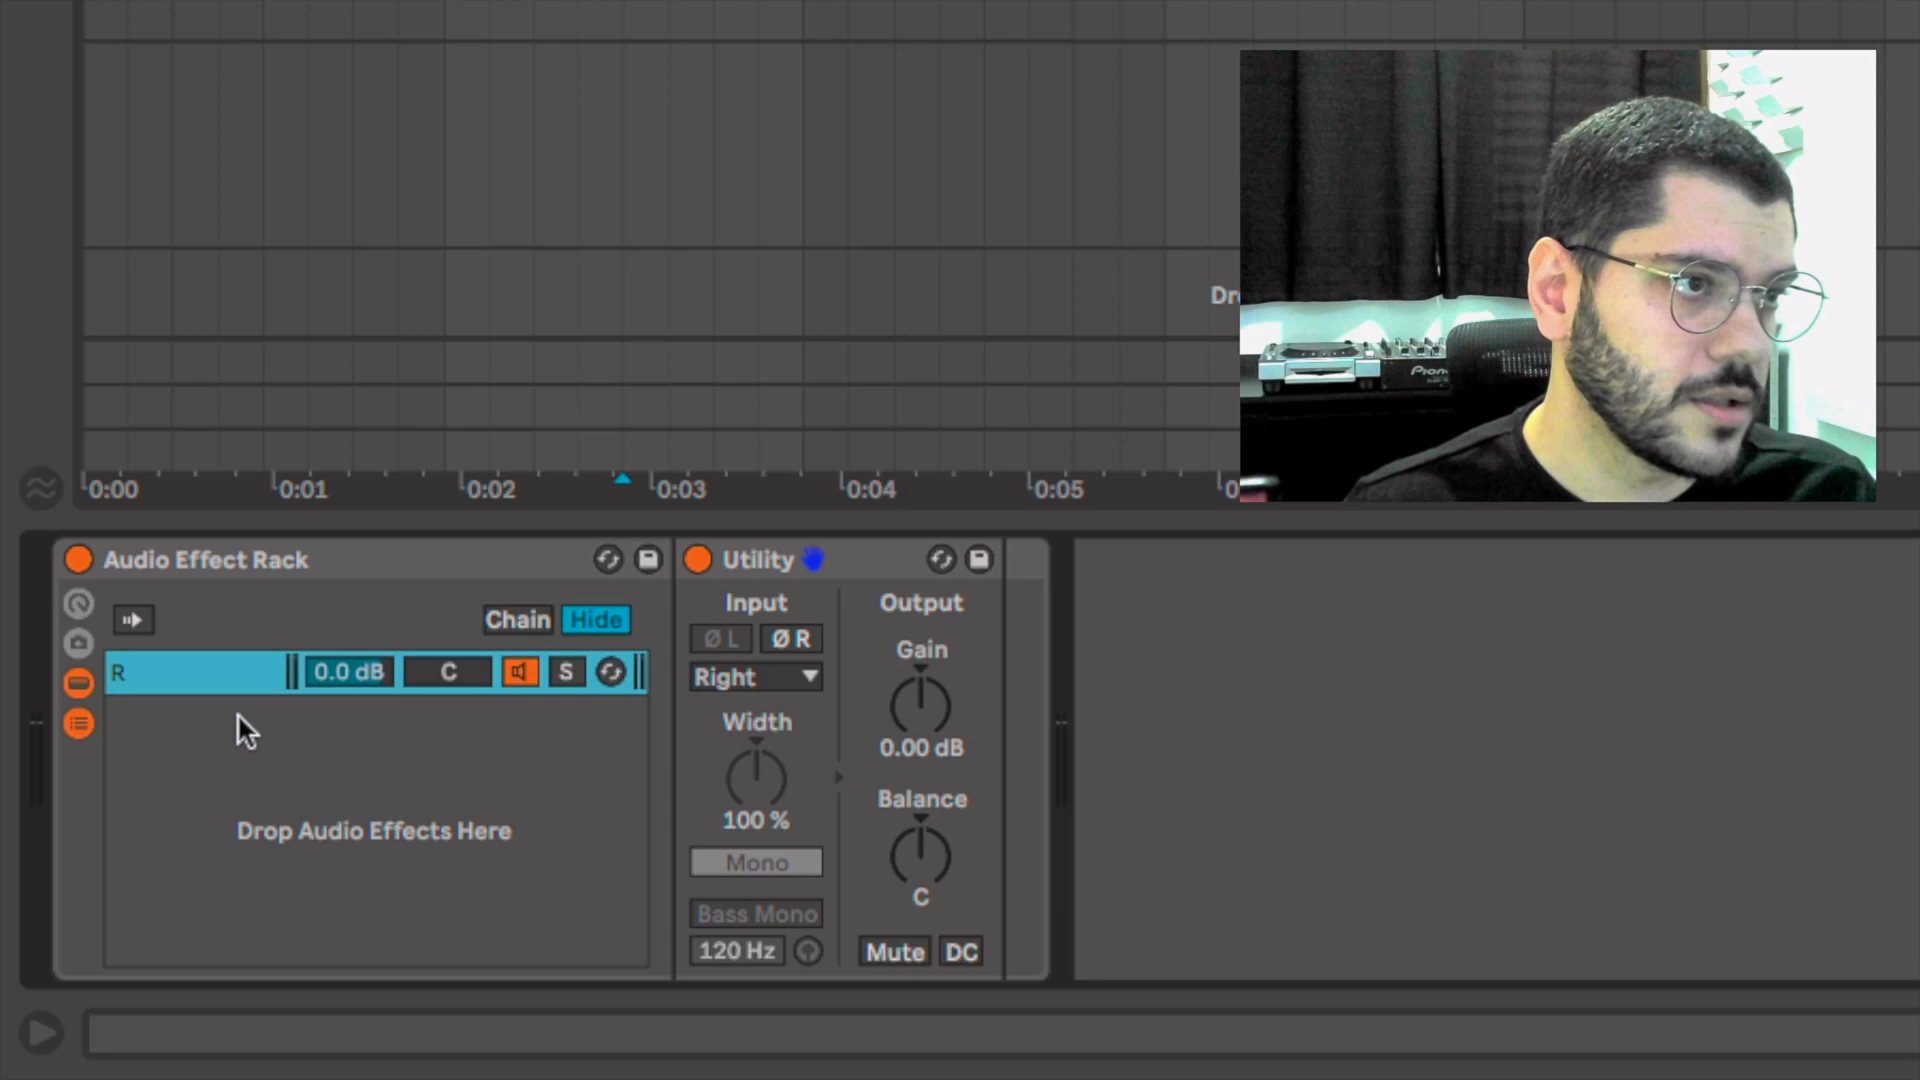 Dr
0:00 0:01 0:02 0:03 0:04 0:05 0
Audio Effect Rack
Chain Hide
R 0.0 dB C S
Drop Audio Effects Here
Utility
Input
Ø L Ø R
Right
Width
100 %
Mono
Bass Mono
120 Hz
Output
Gain
0.00 dB
Balance
C
Mute DC